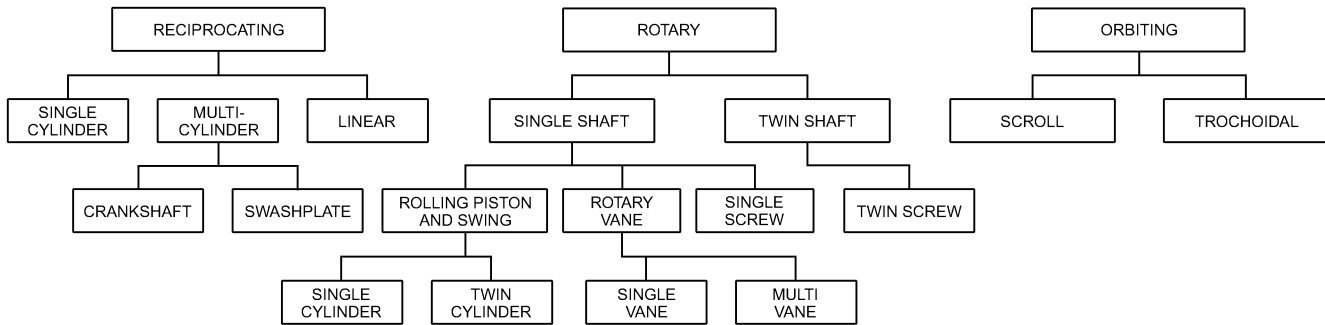 RECIPROCATING
ROTARY
ORBITING
SINGLE
CYLINDER
MULTI-
CYLINDER
LINEAR
SINGLE SHAFT
TWIN SHAFT
SCROLL
TROCHOIDAL
CRANKSHAFT
SWASHPLATE
ROLLING PISTON
AND SWING
ROTARY
VANE
SINGLE
SCREW
TWIN SCREW
SINGLE
CYLINDER
TWIN
CYLINDER
SINGLE
VANE
MULTI
VANE